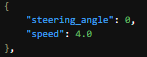 {
"steering_angle": 0,
"speed": 4.0
},